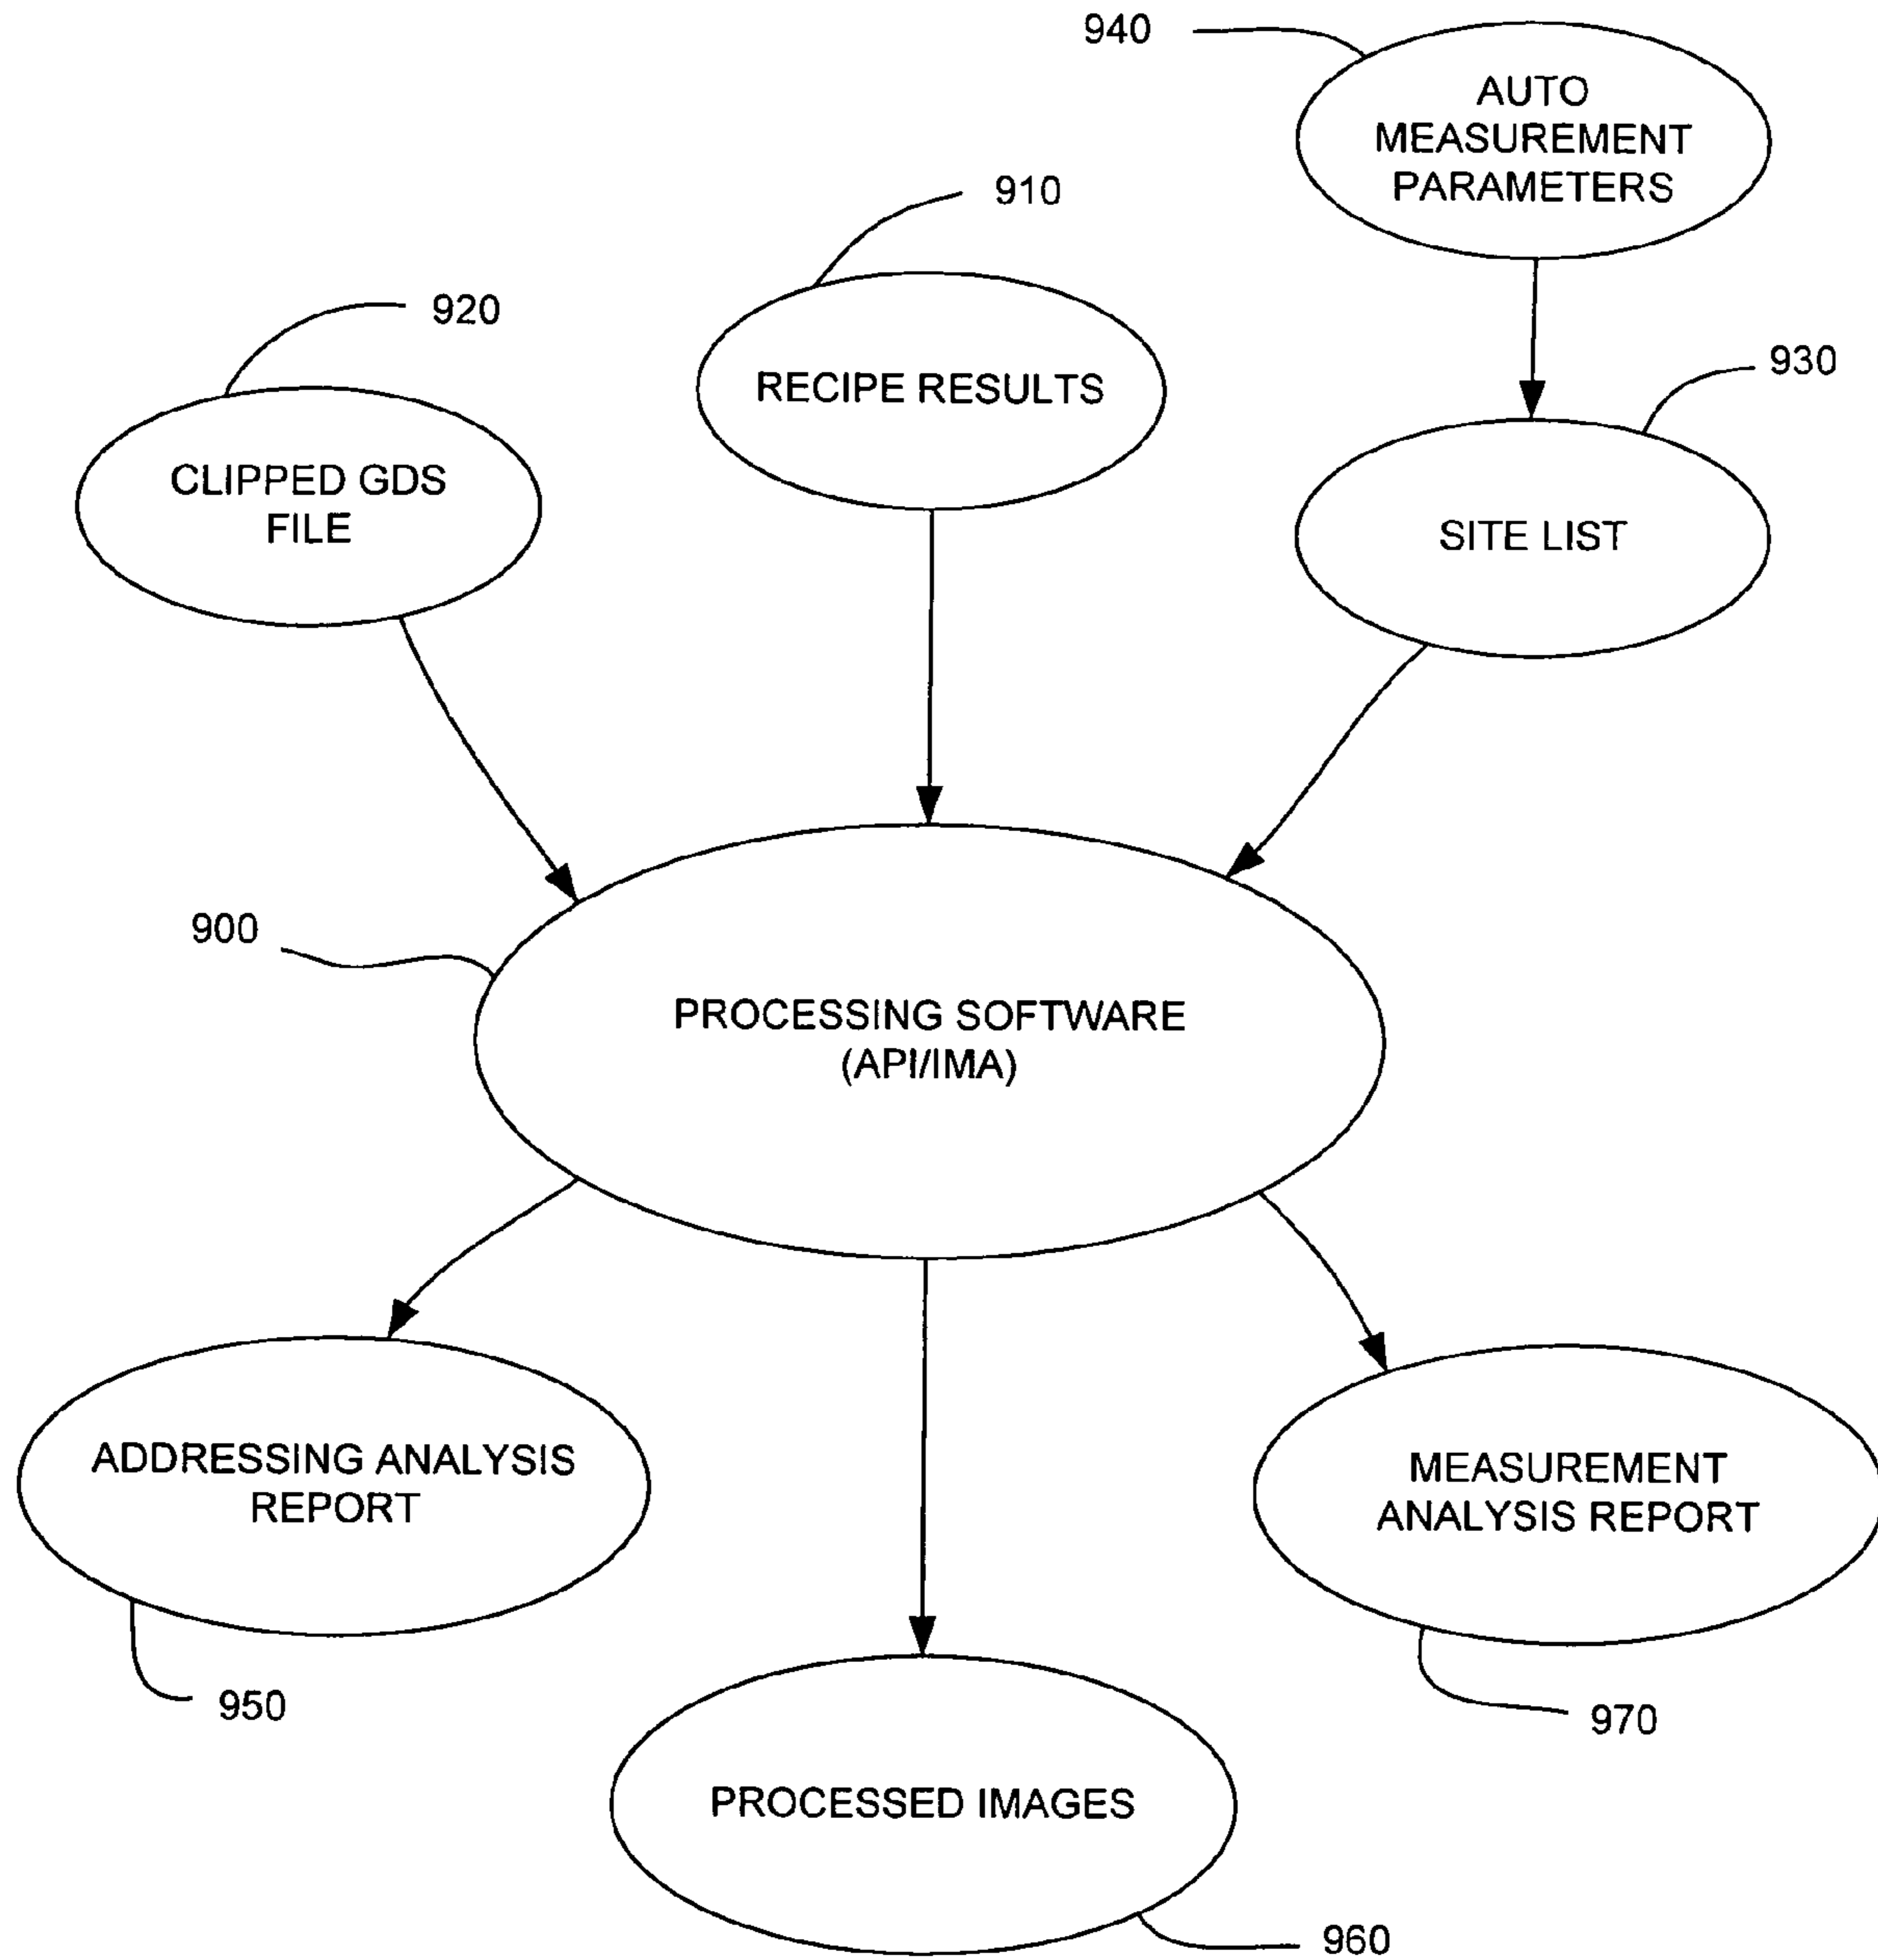 940
AUTO
MEASUREMENT
PARAMETERS
910
920
RECIPE RESULTS
930
CLIPPED GDS
FILE
SITE LIST
900
PROCESSING SOFTWARE
(API/IMA)
ADDRESSING ANALYSIS
REPORT
MEASUREMENT
ANALYSIS REPORT
950
970
PROCESSED IMAGES
960